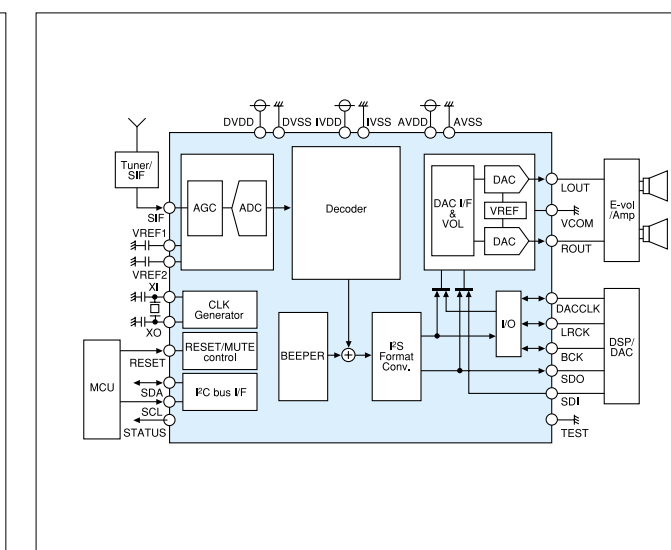 DVDD
DVSS
IVDD
IVSS
AVDD
AVSS
Tuner/
SIF
SIF
AGC
ADC
Decoder
DAC I/F
&
VOL
DAC
VREF
DAC
LOUT
VCOM
ROUT
E-vol
/Amp
VREF1
VREF2
XI
XO
CLK
Generator
RESET/MUTE
control
I²C bus I/F
BEEPER
I²S
Format
Conv.
I/O
DACCLK
LRCK
BCK
SDO
SDI
TEST
DSP/
DAC
MCU
RESET
SDA
SCL
STATUS